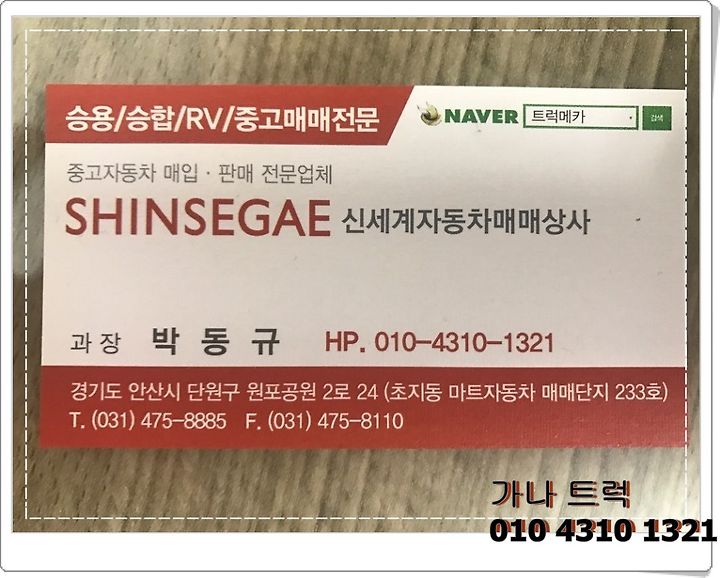 승용/승합/RV/중고매매전문
NAVER 트럭메카 검색
중고자동차 매입 · 판매 전문업체
SHINSEGAE 신세계자동차매매상사
과 장 박 동 규 HP. 010-4310-1321
경기도 안산시 단원구 원포공원 2로 24 (초지동 마트자동차 매매단지 233호)
T. (031) 475-8885 F. (031) 475-8110
가나 트럭
010 4310 1321